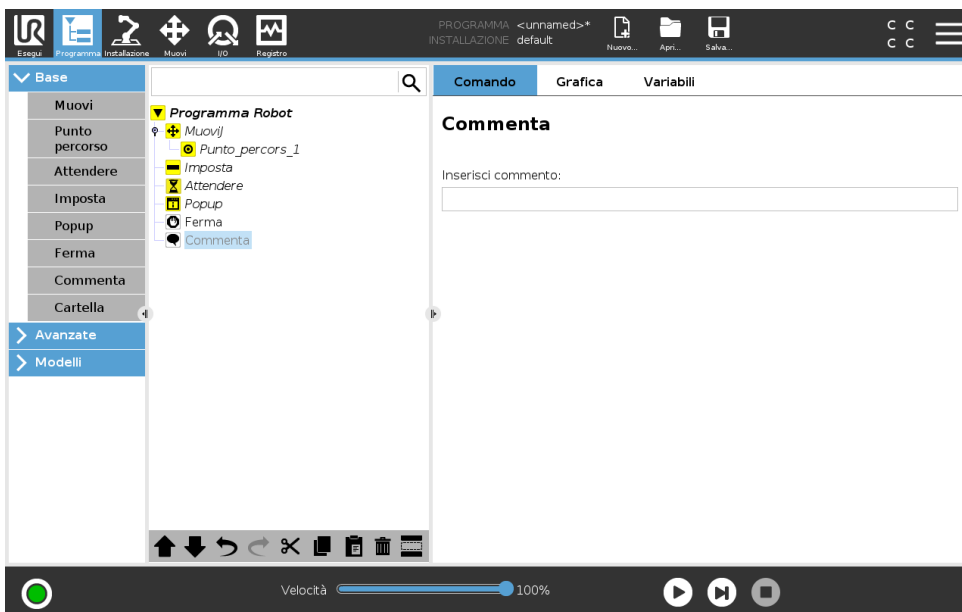 PROGRAMMA <unnamed>*
INSTALLAZIONE default
UR
Esegui
Programma
Installazione
Muovi
I/O
Registro
Nuovo...
Apri...
Salva...
C C
C C
Base
Muovi
Punto
percorso
Attendere
Imposta
Popup
Ferma
Commenta
Cartella
Avanzate
Modelli
Programma Robot
MuoviJ
Punto_percors_1
Imposta
Attendere
Popup
Ferma
Commenta
Comando
Grafica
Variabili
Commenta
Inserisci commento:
Velocità
100%